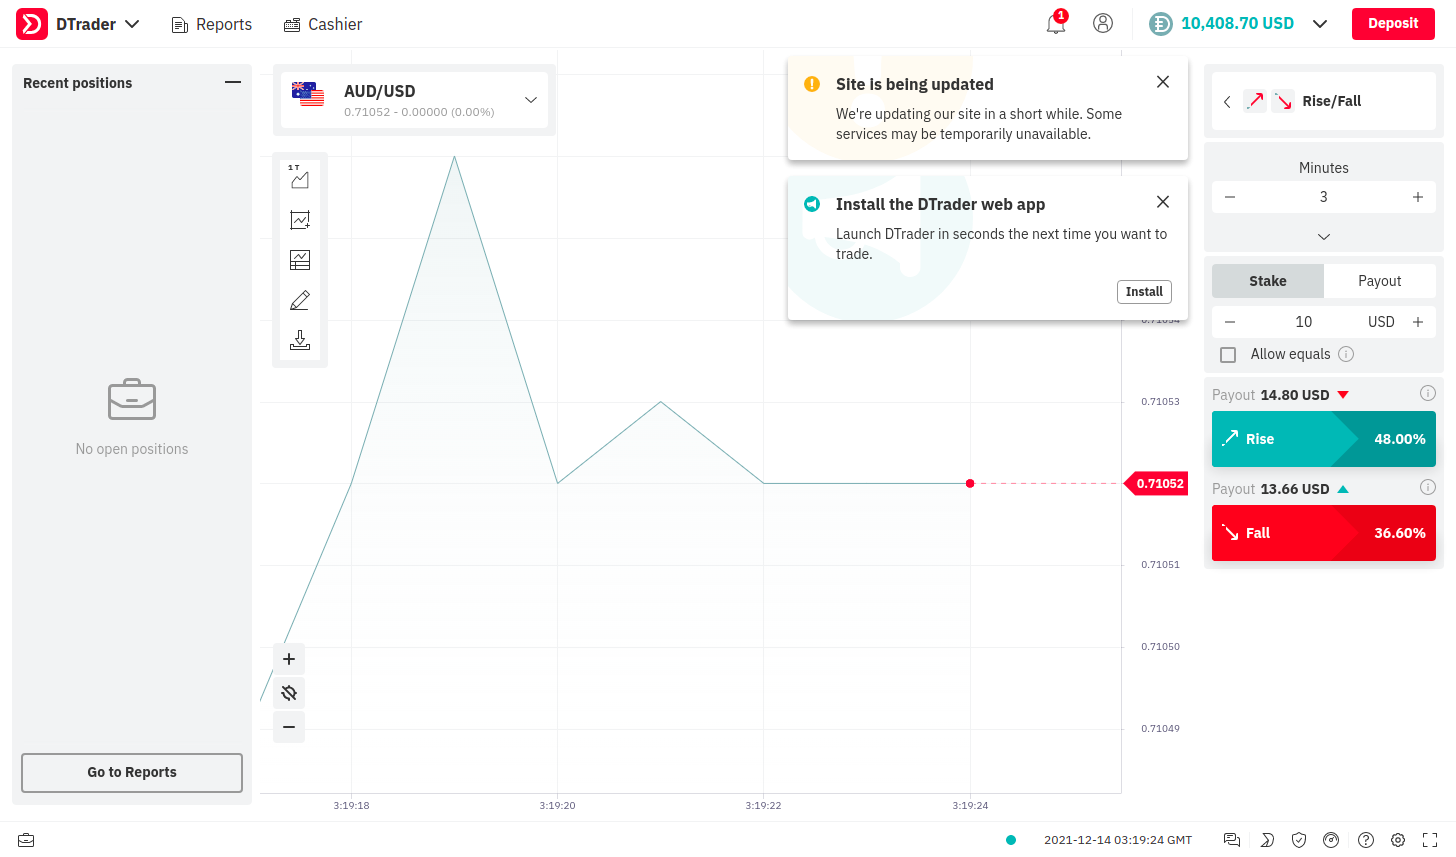 DTrader
Reports
Cashier
1
10,408.70 USD
Deposit
Recent positions
No open positions
Go to Reports
AUD/USD
0.71052 - 0.00000 (0.00%)
1 T
Site is being updated
We're updating our site in a short while. Some
services may be temporarily unavailable.
Install the DTrader web app
Launch DTrader in seconds the next time you want to
trade.
Install
0.71054
0.71053
0.71052
0.71051
0.71050
0.71049
3:19:18
3:19:20
3:19:22
3:19:24
Rise/Fall
Minutes
3
Stake
Payout
10
USD
Allow equals
Payout 14.80 USD
Rise
48.00%
Payout 13.66 USD
Fall
36.60%
2021-12-14 03:19:24 GMT